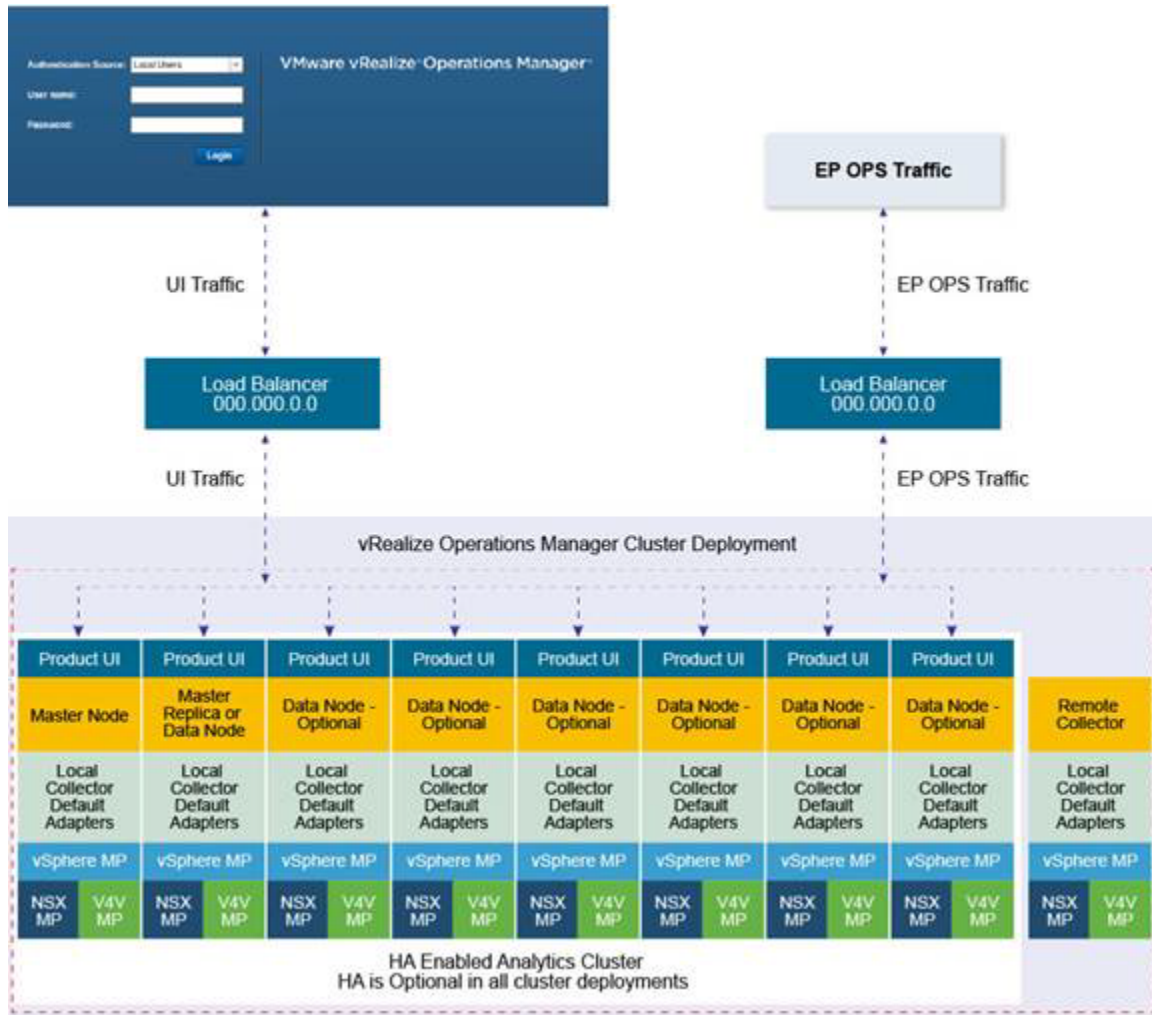 Authentication Source: Local Users
VMware vRealize™ Operations Manager™
User name:
Password:
Login
EP OPS Traffic
UI Traffic
EP OPS Traffic
Load Balancer
000.000.0.0
Load Balancer
000.000.0.0
UI Traffic
EP OPS Traffic
vRealize Operations Manager Cluster Deployment
Product UI
Product UI
Product UI
Product UI
Product UI
Product UI
Product UI
Product UI
Master Node
Master
Replica or
Data Node
Data Node -
Optional
Data Node -
Optional
Data Node -
Optional
Data Node -
Optional
Data Node -
Optional
Data Node -
Optional
Remote
Collector
Local
Collector
Default
Adapters
Local
Collector
Default
Adapters
Local
Collector
Default
Adapters
Local
Collector
Default
Adapters
Local
Collector
Default
Adapters
Local
Collector
Default
Adapters
Local
Collector
Default
Adapters
Local
Collector
Default
Adapters
Local
Collector
Default
Adapters
vSphere MP
vSphere MP
vSphere MP
vSphere MP
vSphere MP
vSphere MP
vSphere MP
vSphere MP
vSphere MP
NSX
MP
V4V
MP
NSX
MP
V4V
MP
NSX
MP
V4V
MP
NSX
MP
V4V
MP
NSX
MP
V4V
MP
NSX
MP
V4V
MP
NSX
MP
V4V
MP
NSX
MP
V4V
MP
NSX
MP
V4V
MP
HA Enabled Analytics Cluster
HA is Optional in all cluster deployments